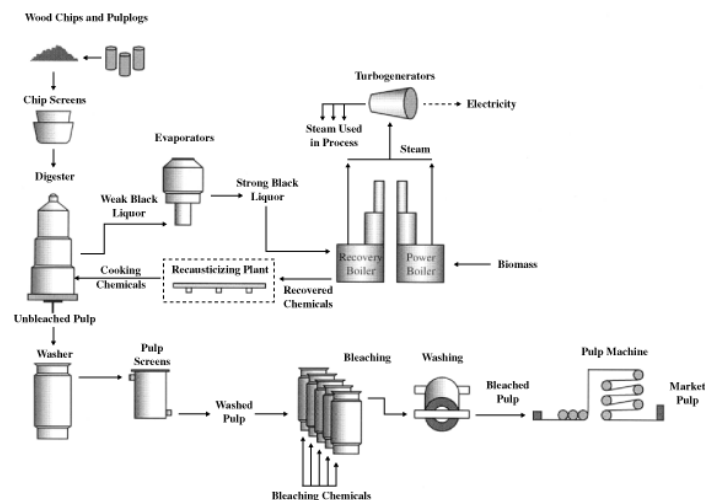 Wood Chips and Pulplogs
Chip Screens
Digester
Evaporators
Weak Black
Liquor
Strong Black
Liquor
Turbogenerators
Electricity
Steam Used
in Process
Steam
Recovery
Boiler
Power
Boiler
Biomass
Cooking
Chemicals
Recausticizing Plant
Recovered
Chemicals
Unbleached Pulp
Washer
Pulp
Screens
Washed
Pulp
Bleaching
Bleaching Chemicals
Washing
Bleached
Pulp
Pulp Machine
Market
Pulp